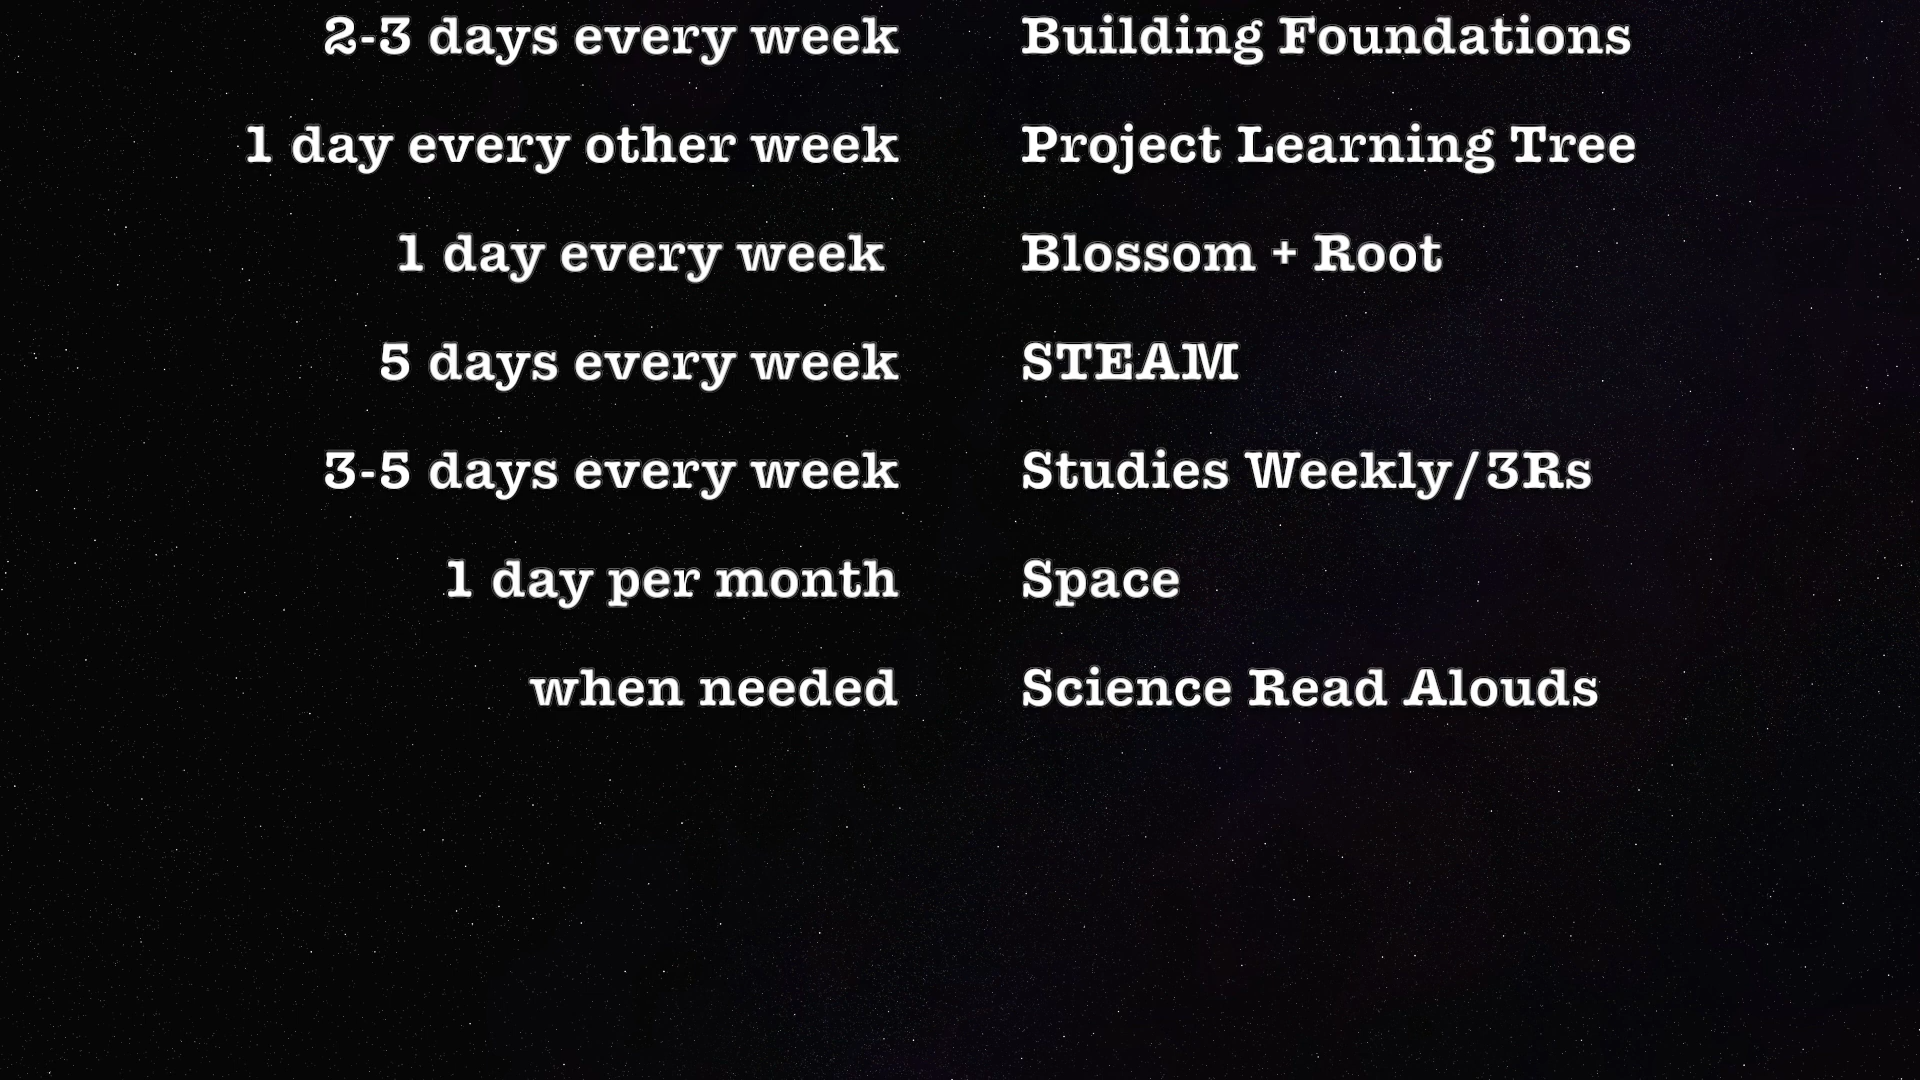 2-3 days every week Building Foundations
1 day every other week Project Learning Tree
1 day every week Blossom + Root
5 days every week STEAM
3-5 days every week Studies Weekly/3Rs
1 day per month Space
when needed Science Read Alouds